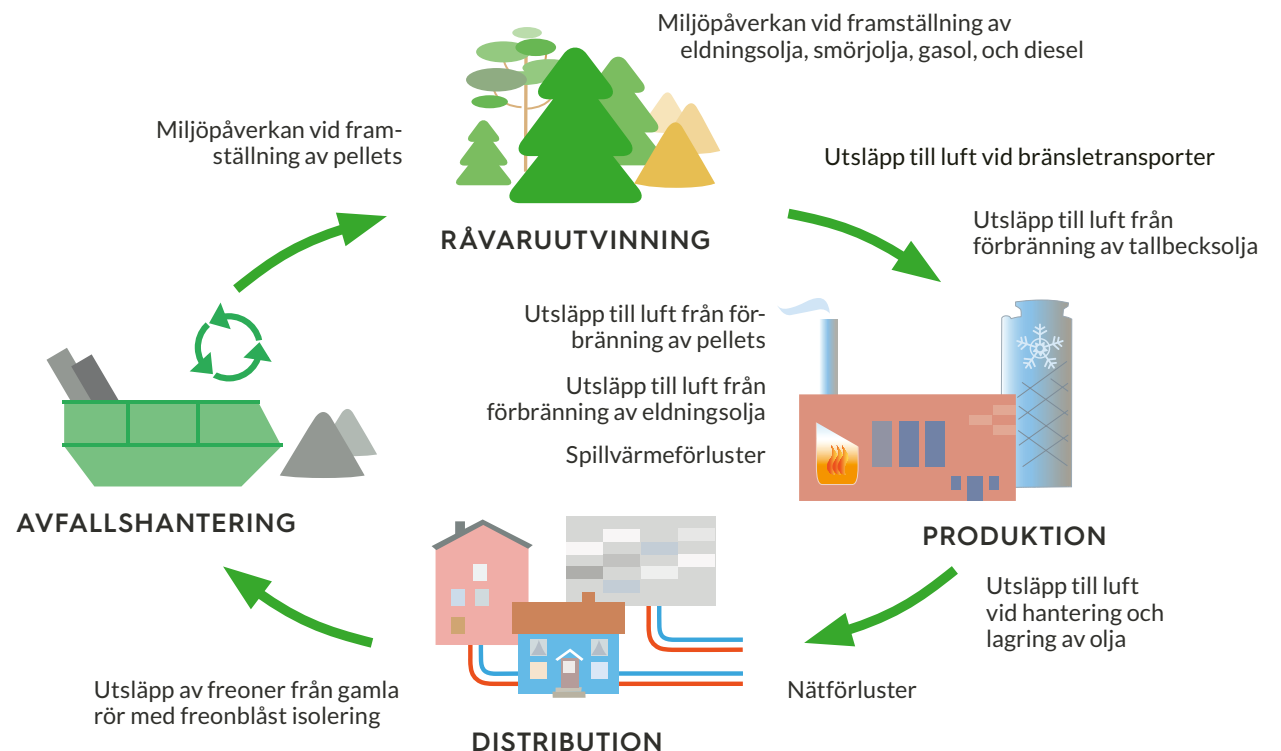 Miljöpåverkan vid framställning av
eldningsolja, smörjolja, gasol, och diesel
Miljöpåverkan vid fram-
ställning av pellets
Utsläpp till luft vid bränsletransporter
RÅVARUUTVINNING
Utsläpp till luft från
förbränning av tallbecksolja
Utsläpp till luft från för-
bränning av pellets
Utsläpp till luft från
förbränning av eldningsolja
Spillvärmeförluster
AVFALLSHANTERING
PRODUKTION
Utsläpp till luft
vid hantering och
lagring av olja
Nätförluster
Utsläpp av freoner från gamla
rör med freonblåst isolering
DISTRIBUTION